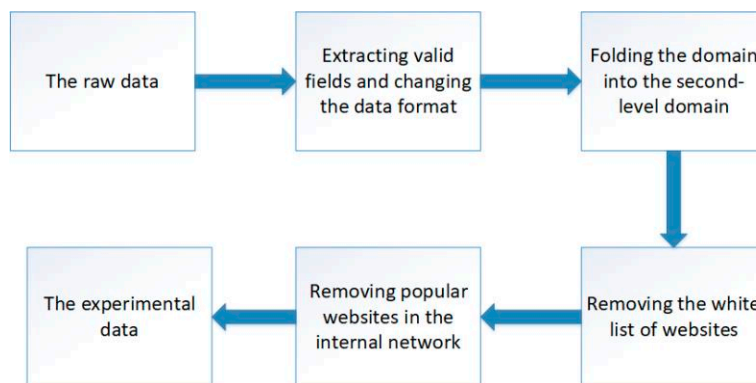 The raw data
Extracting valid
fields and changing
the data format
Folding the domain
into the second-
level domain
Removing the white
list of websites
Removing popular
websites in the
internal network
The experimental
data